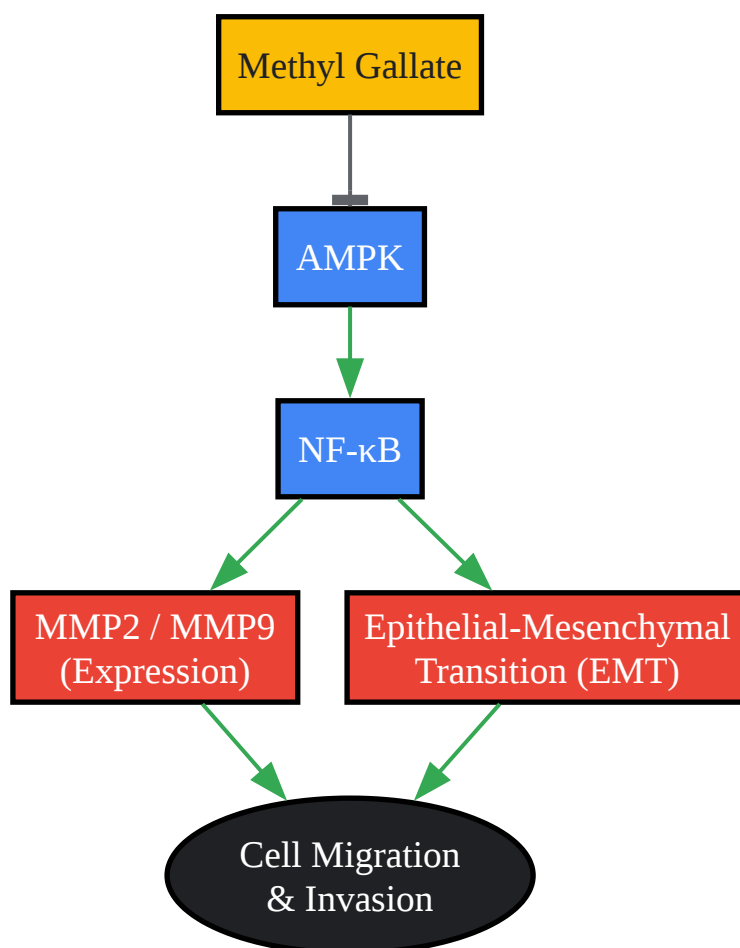 Methyl Gallate
AMPK
NF-κB
MMP2 / MMP9
(Expression)
Epithelial-Mesenchymal
Transition (EMT)
Cell Migration
& Invasion